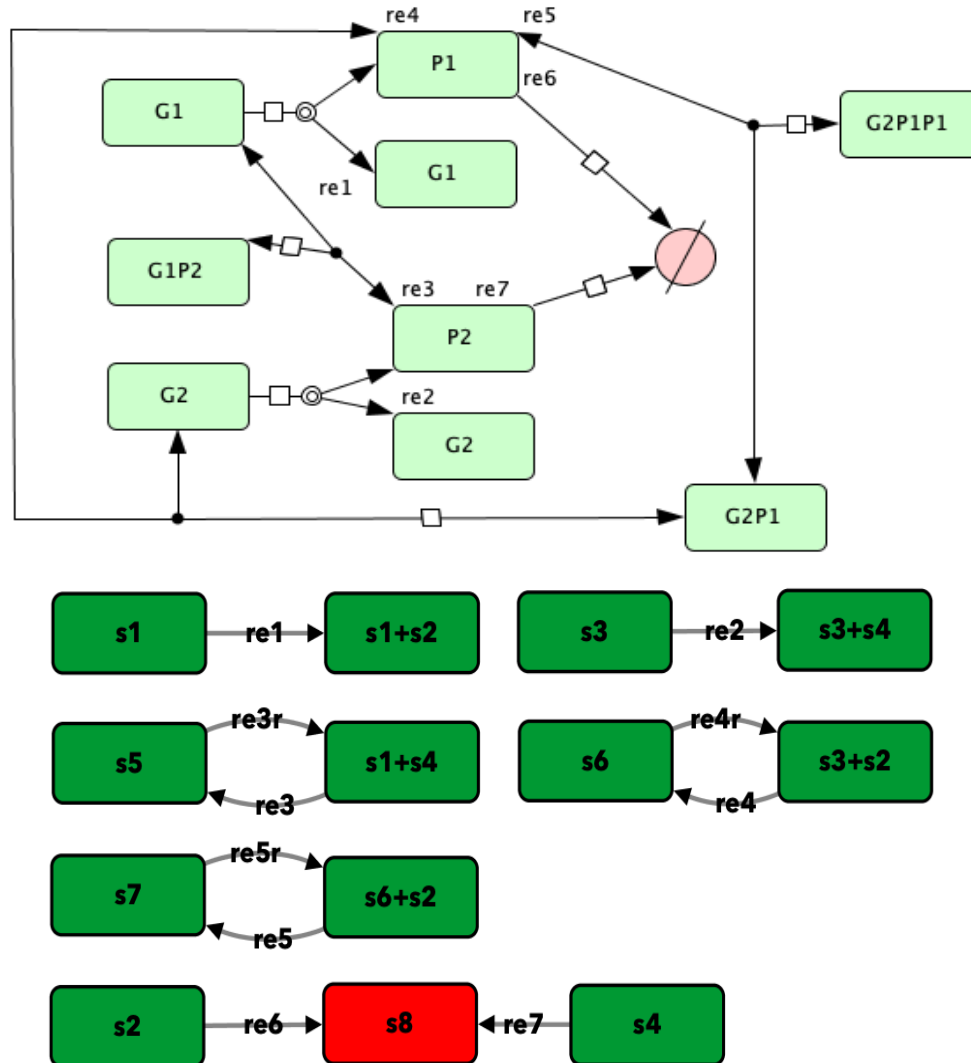 re4 re5
P1
re6
G1
G2P1P1
G1
re1
G1P2
re3 re7
P2
G2
re2
G2
G2P1
s1 re1 s1+s2 s3 re2 s3+s4
re3r re4r
s5 s1+s4 s6 s3+s2
re3 re4
re5r
s7 s6+s2
re5
s2 re6 s8 re7 s4